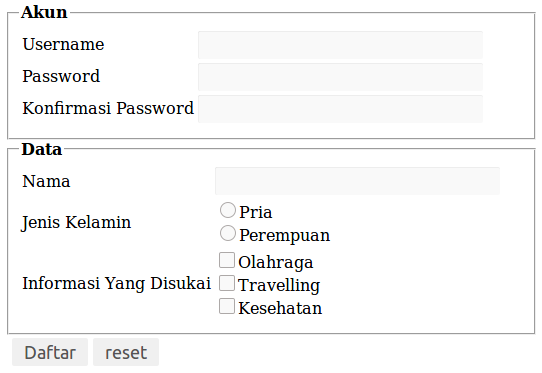 Akun
Username
Password
Konfirmasi Password
Data
Nama
Jenis Kelamin
Pria
Perempuan
Informasi Yang Disukai
Olahraga
Travelling
Kesehatan
Daftar reset